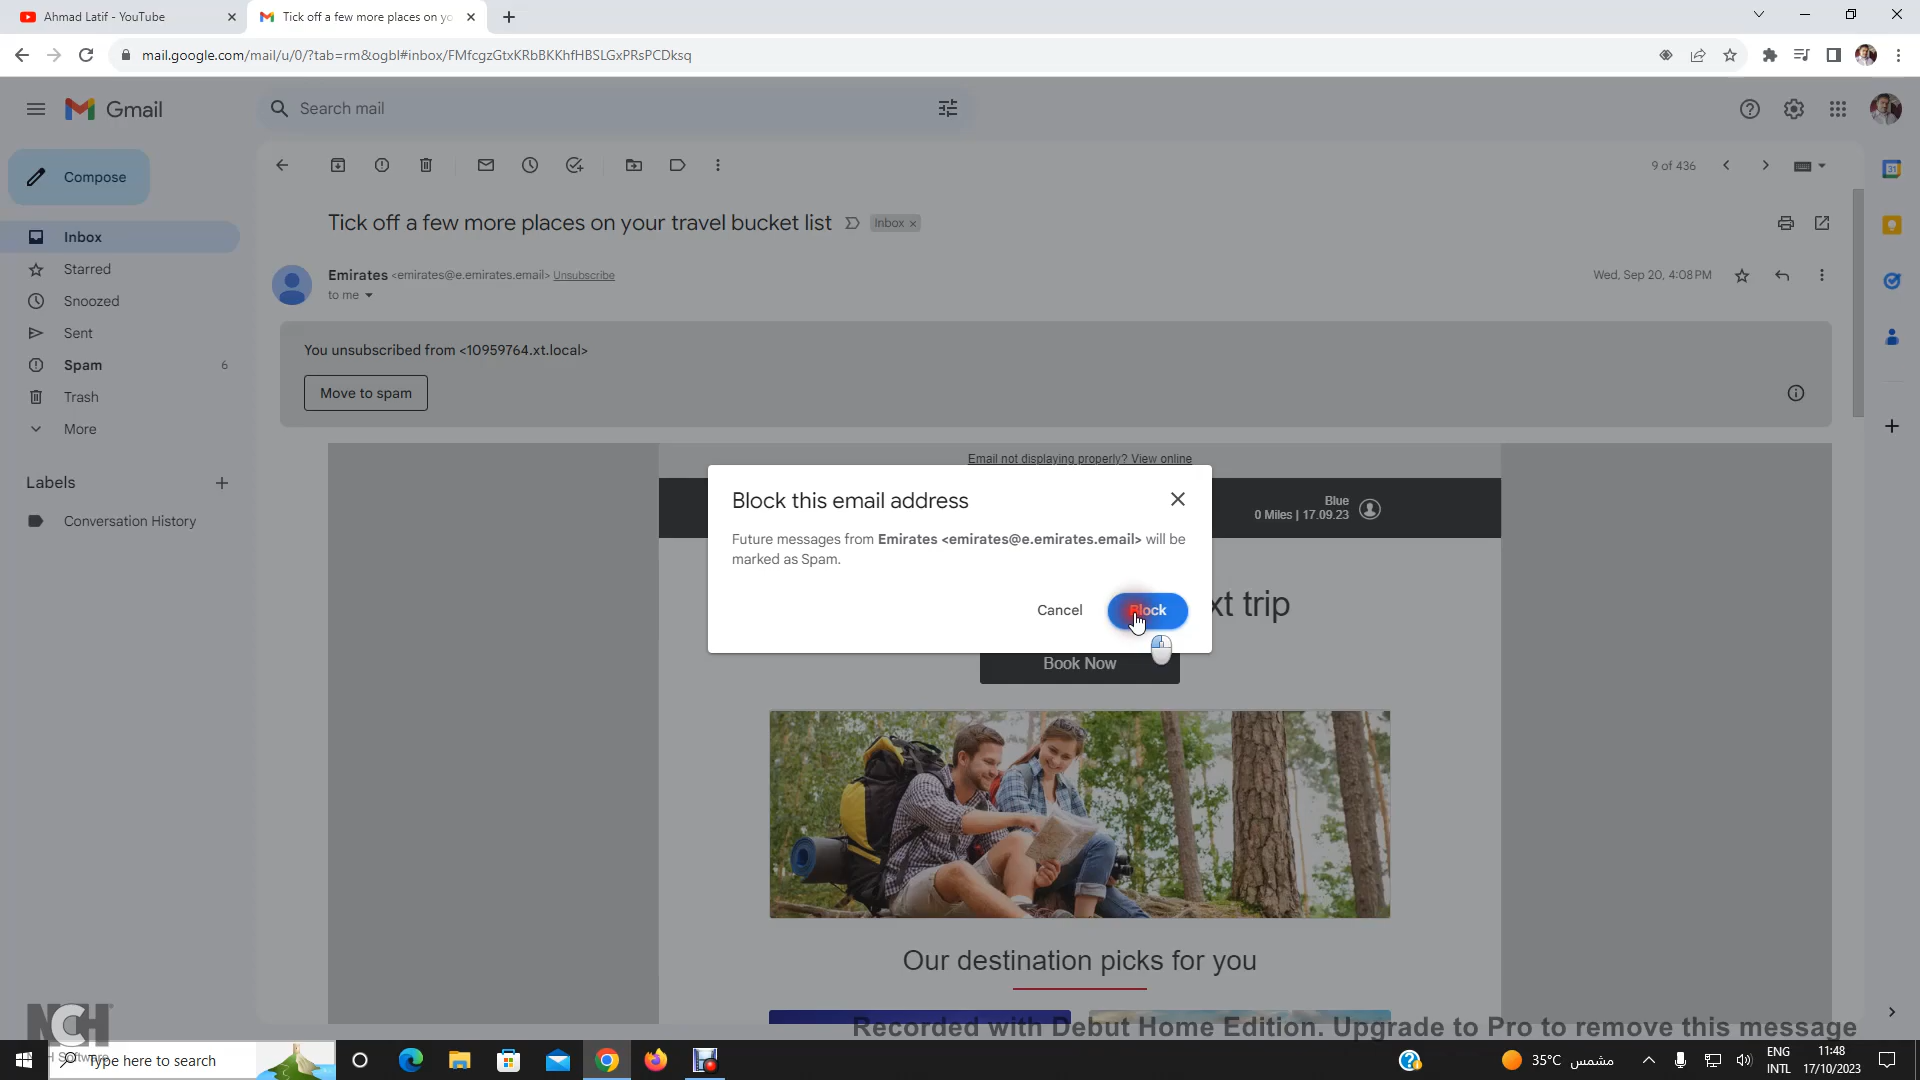 Ahmad Latif - YouTube
Tick off a few more places on yo
mail.google.com/mail/u/0/?tab=rm&ogbl#inbox/FMfcgzGtxKRbBKKhfHBSLGxPRsPCDksq
Gmail
Search mail
Compose
9 of 436
Tick off a few more places on your travel bucket list
Inbox
Inbox
Starred
Snoozed
Sent
Spam 6
Trash
More
Labels
Conversation History
Emirates <emirates@e.emirates.email> Unsubscribe
Wed, Sep 20, 4:08 PM
to me
You unsubscribed from <10959764.xt.local>
Move to spam
Email not displaying properly? View online
Blue
0 Miles | 17.09.23
Block this email address
Future messages from Emirates <emirates@e.emirates.email> will be
marked as Spam.
Cancel
Block
xt trip
Book Now
Our destination picks for you
NCH
Recorded with Debut Home Edition. Upgrade to Pro to remove this message
Type here to search
35°C مشمس
ENG
INTL
11:48
17/10/2023